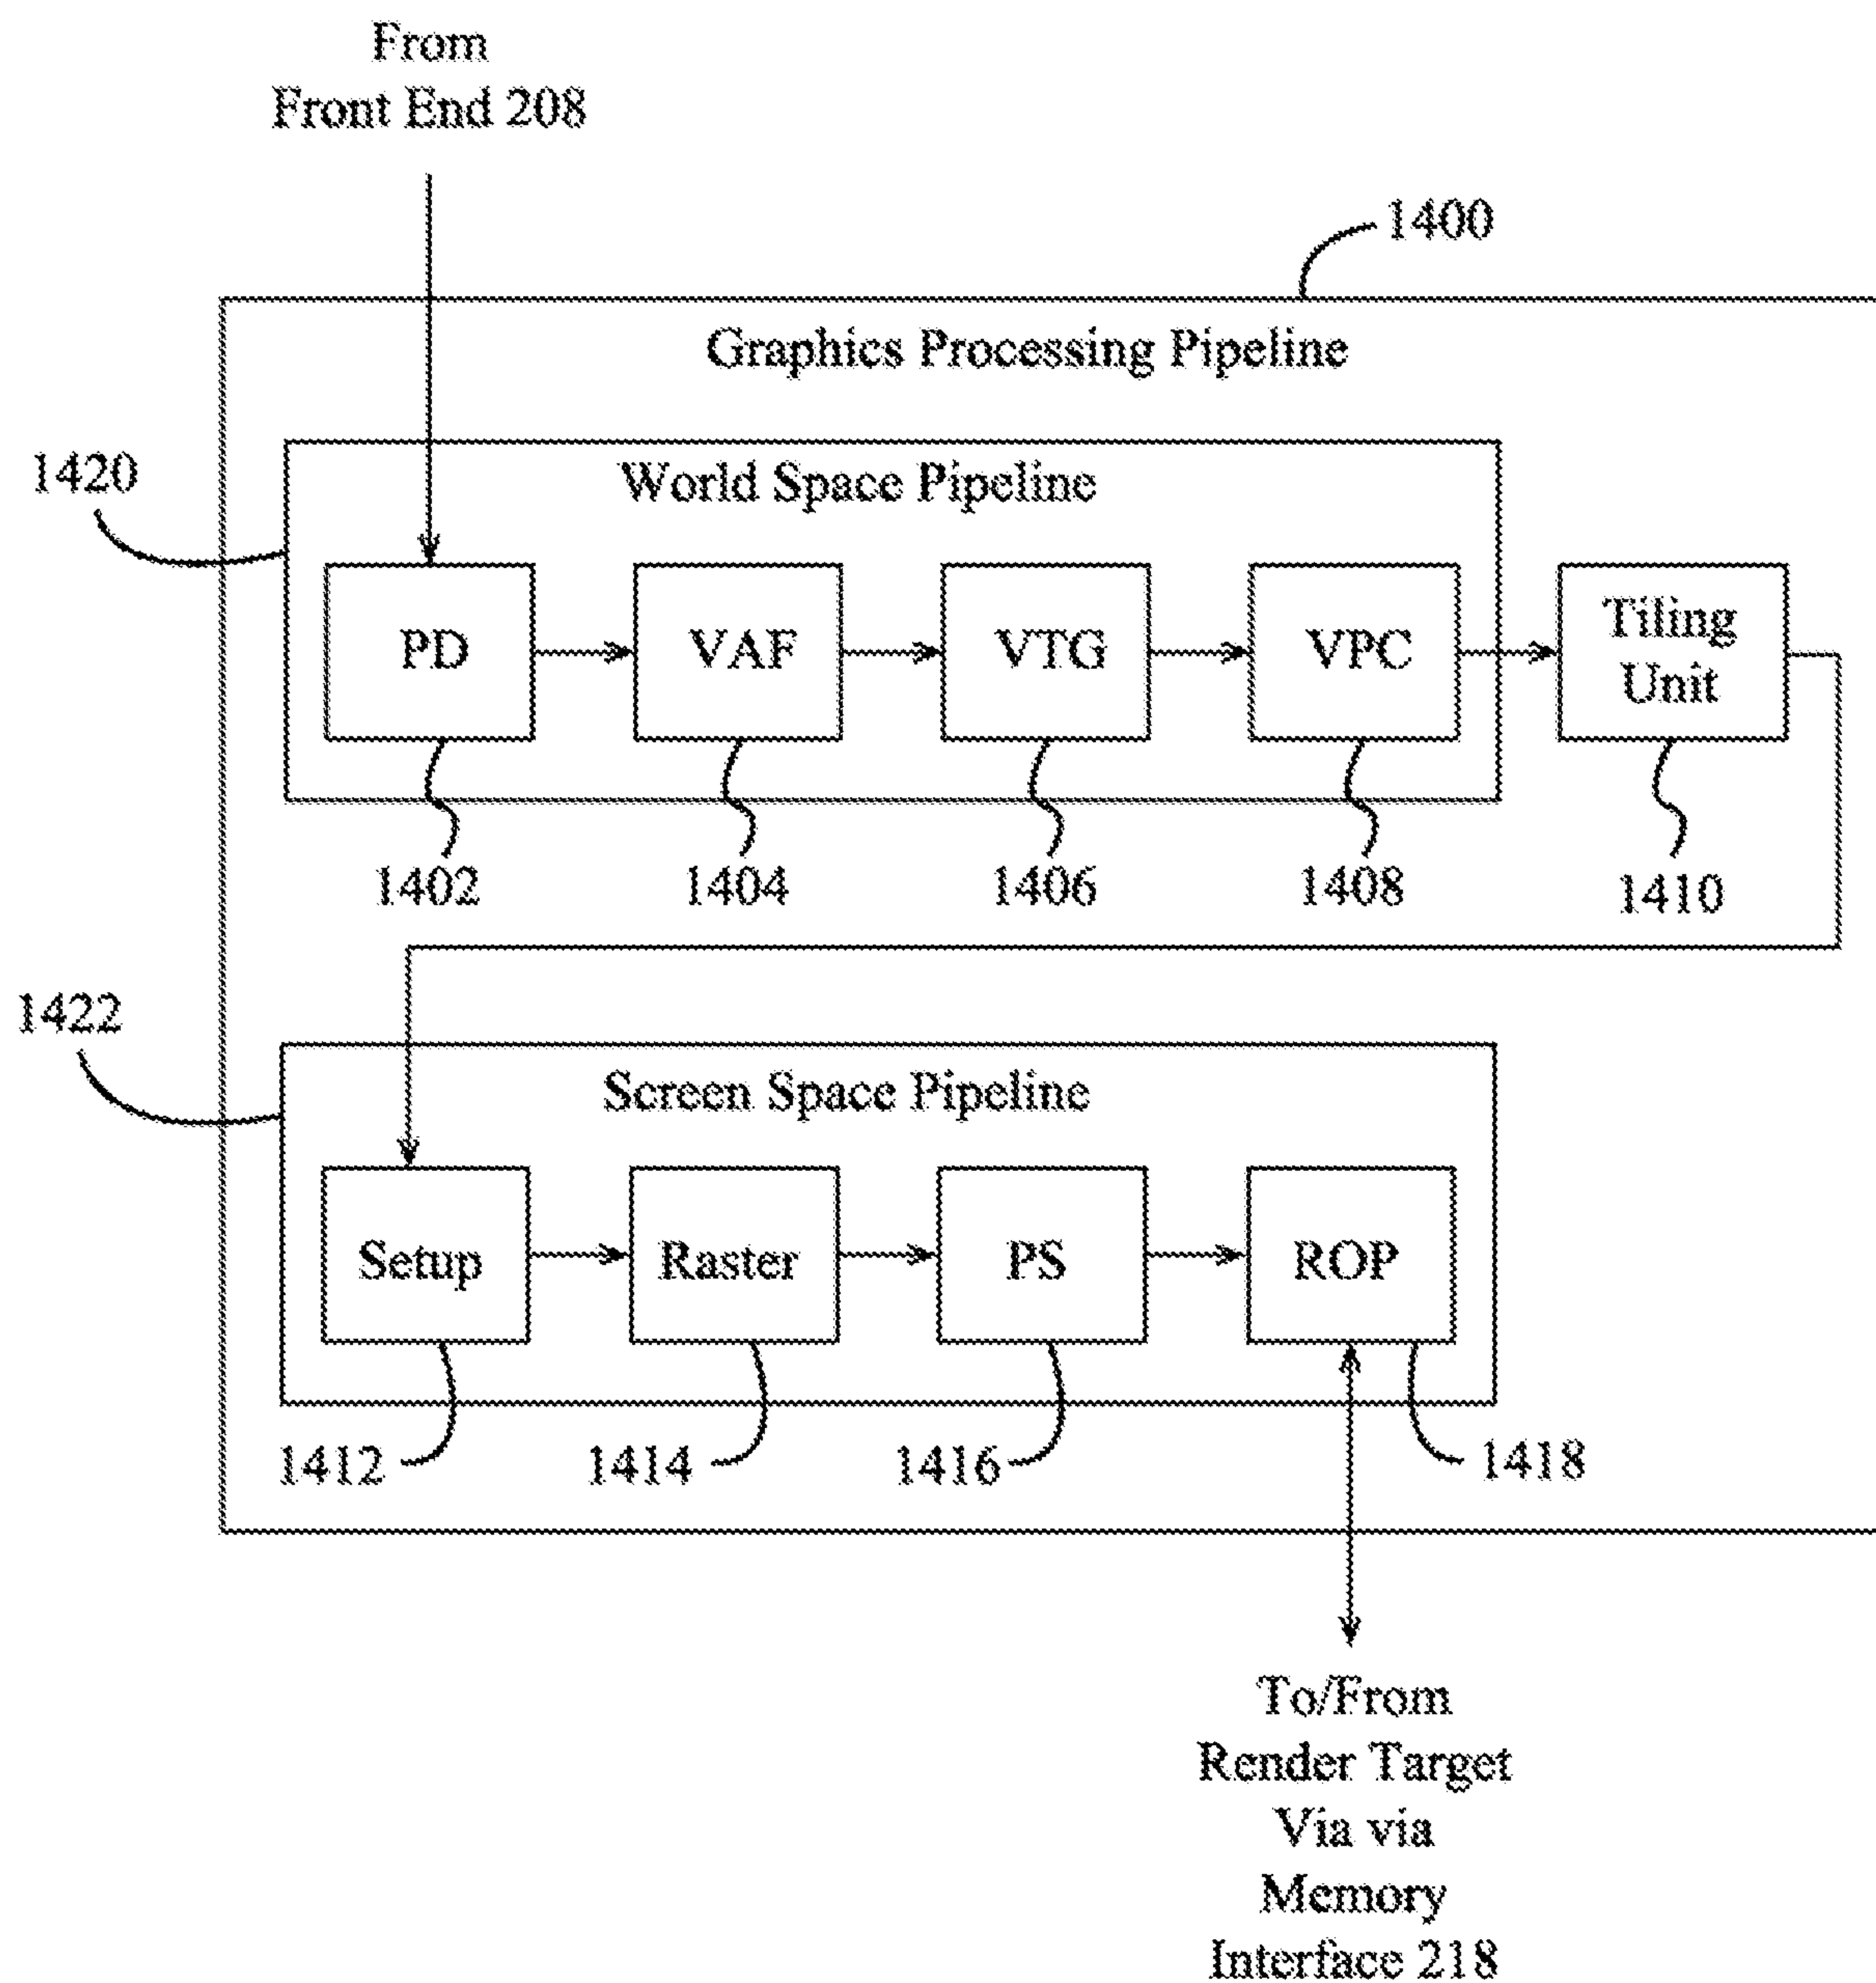 From
Front End 208
1400
Graphics Processing Pipeline
1420
World Space Pipeline
PD
VAF
VTG
VPC
Tiling
Unit
1402
1404
1406
1408
1410
1422
Screen Space Pipeline
Setup
Raster
PS
ROP
1412
1414
1416
1418
To/From
Render Target
Via via
Memory
Interface 218